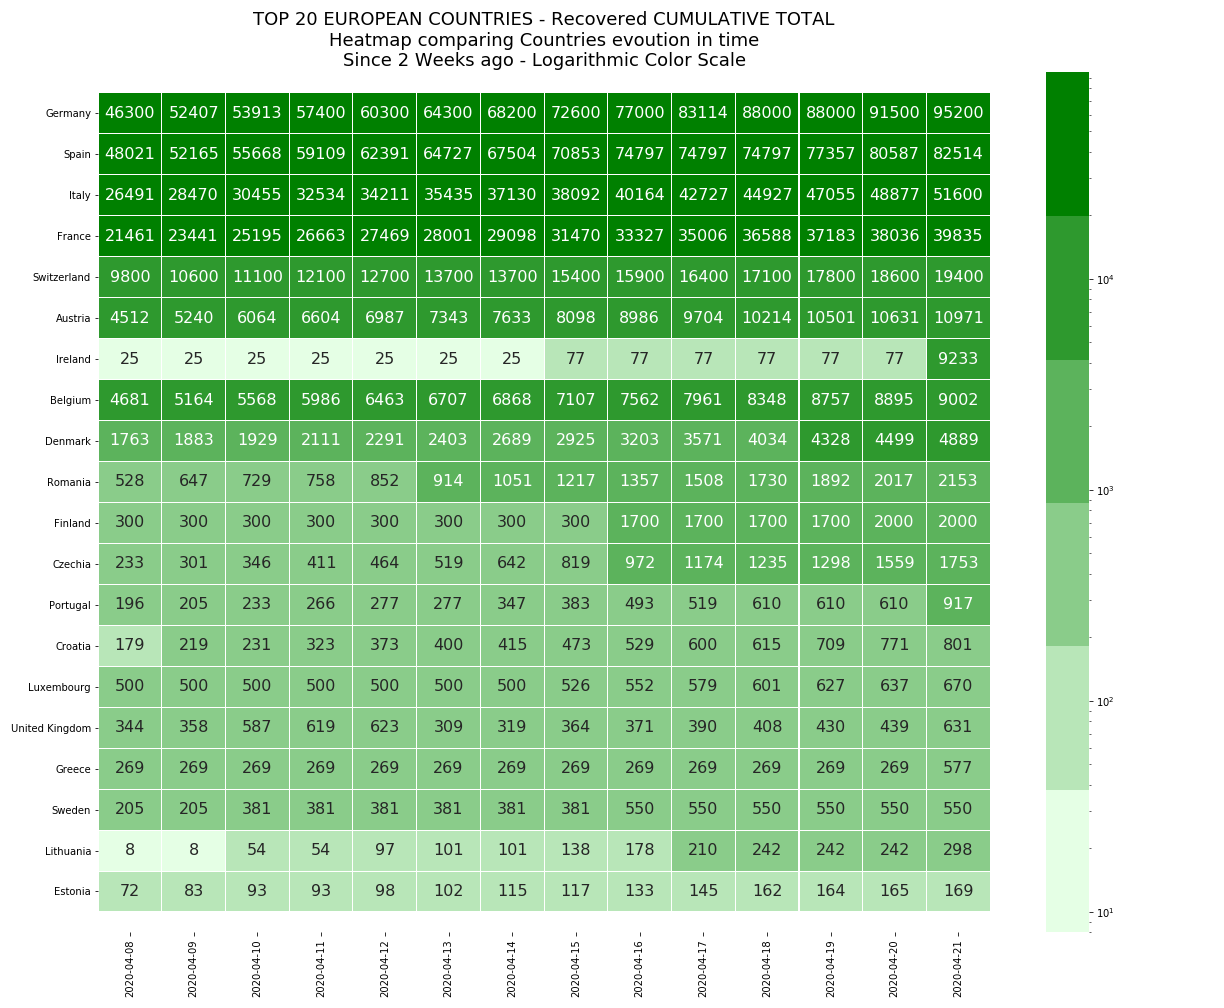 TOP 20 EUROPEAN COUNTRIES - Recovered CUMULATIVE TOTAL
Heatmap comparing Countries evoution in time
Since 2 Weeks ago - Logarithmic Color Scale
Germany 46300 52407 53913 57400 60300 64300 68200 72600 77000 83114 88000 88000 91500 95200
Spain 48021 52165 55668 59109 62391 64727 67504 70853 74797 74797 74797 77357 80587 82514
Italy 26491 28470 30455 32534 34211 35435 37130 38092 40164 42727 44927 47055 48877 51600
France 21461 23441 25195 26663 27469 28001 29098 31470 33327 35006 36588 37183 38036 39835
Switzerland 9800 10600 11100 12100 12700 13700 13700 15400 15900 16400 17100 17800 18600 19400
Austria 4512 5240 6064 6604 6987 7343 7633 8098 8986 9704 10214 10501 10631 10971
Ireland 25 25 25 25 25 25 25 77 77 77 77 77 77 9233
Belgium 4681 5164 5568 5986 6463 6707 6868 7107 7562 7961 8348 8757 8895 9002
Denmark 1763 1883 1929 2111 2291 2403 2689 2925 3203 3571 4034 4328 4499 4889
Romania 528 647 729 758 852 914 1051 1217 1357 1508 1730 1892 2017 2153
Finland 300 300 300 300 300 300 300 300 1700 1700 1700 1700 2000 2000
Czechia 233 301 346 411 464 519 642 819 972 1174 1235 1298 1559 1753
Portugal 196 205 233 266 277 277 347 383 493 519 610 610 610 917
Croatia 179 219 231 323 373 400 415 473 529 600 615 709 771 801
Luxembourg 500 500 500 500 500 500 500 526 552 579 601 627 637 670
United Kingdom 344 358 587 619 623 309 319 364 371 390 408 430 439 631
Greece 269 269 269 269 269 269 269 269 269 269 269 269 269 577
Sweden 205 205 381 381 381 381 381 381 550 550 550 550 550 550
Lithuania 8 8 54 54 97 101 101 138 178 210 242 242 242 298
Estonia 72 83 93 93 98 102 115 117 133 145 162 164 165 169
2020-04-08 2020-04-09 2020-04-10 2020-04-11 2020-04-12 2020-04-13 2020-04-14 2020-04-15 2020-04-16 2020-04-17 2020-04-18 2020-04-19 2020-04-20 2020-04-21
10⁴
10³
10²
10¹